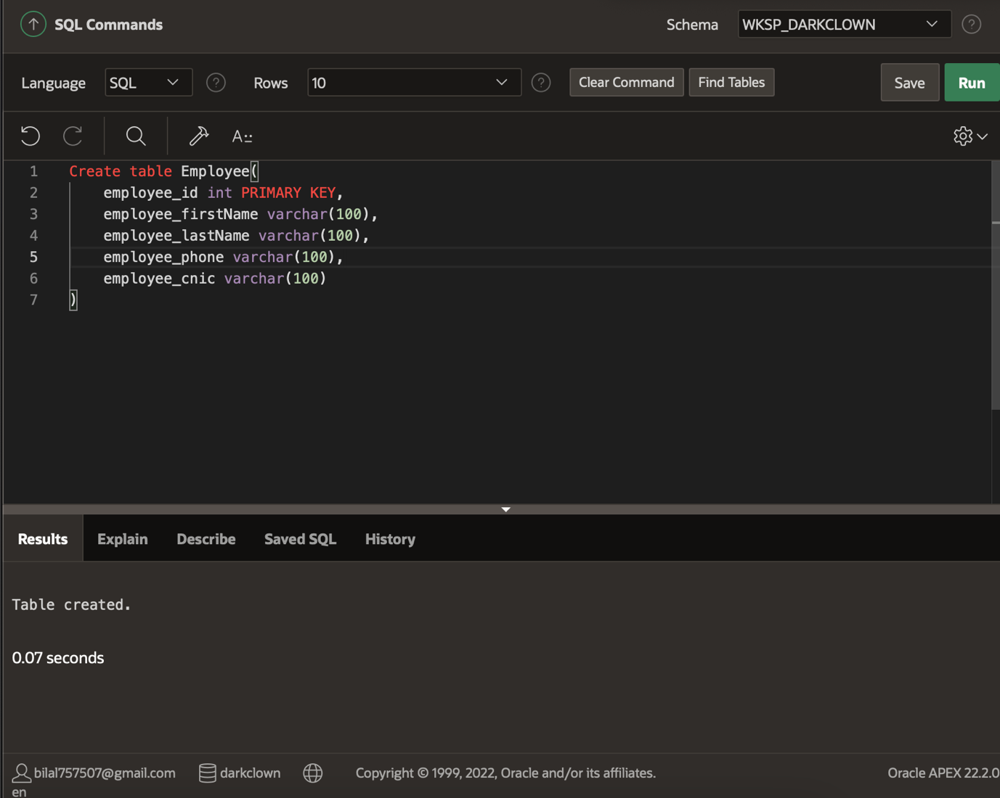 SQL Commands
Schema WKSP_DARKCLOWN ?
Language SQL ? Rows 10 ? Clear Command Find Tables Save Run
A::
1 Create table Employee(
2 employee_id int PRIMARY KEY,
3 employee_firstName varchar(100),
4 employee_lastName varchar(100),
5 employee_phone varchar(100),
6 employee_cnic varchar(100)
7 )
Results Explain Describe Saved SQL History
Table created.
0.07 seconds
bilal757507@gmail.com darkclown Copyright © 1999, 2022, Oracle and/or its affiliates. Oracle APEX 22.2.0
en